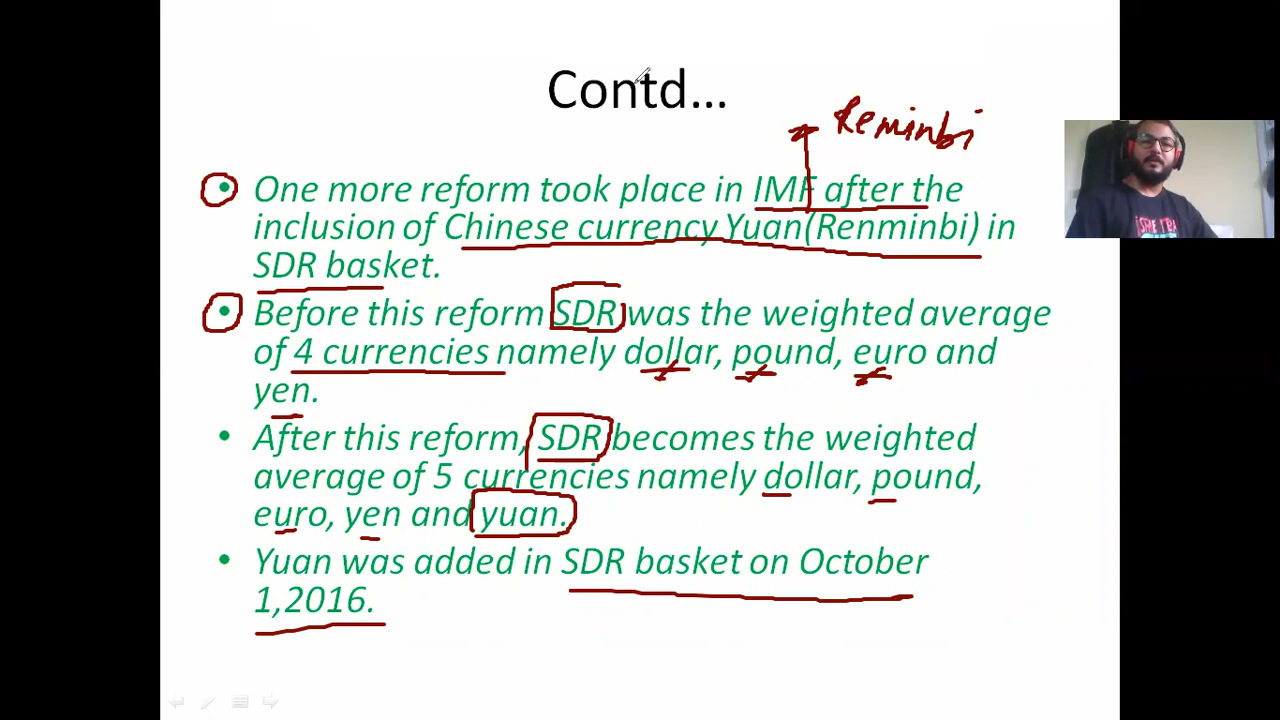 Contd...
Reminbi
One more reform took place in IMF after the
inclusion of Chinese currency Yuan(Renminbi) in
SDR basket.
Before this reform SDR was the weighted average
of 4 currencies namely dollar, pound, euro and
yen.
After this reform, SDR becomes the weighted
average of 5 currencies namely dollar, pound,
euro, yen and yuan.
Yuan was added in SDR basket on October
1,2016.